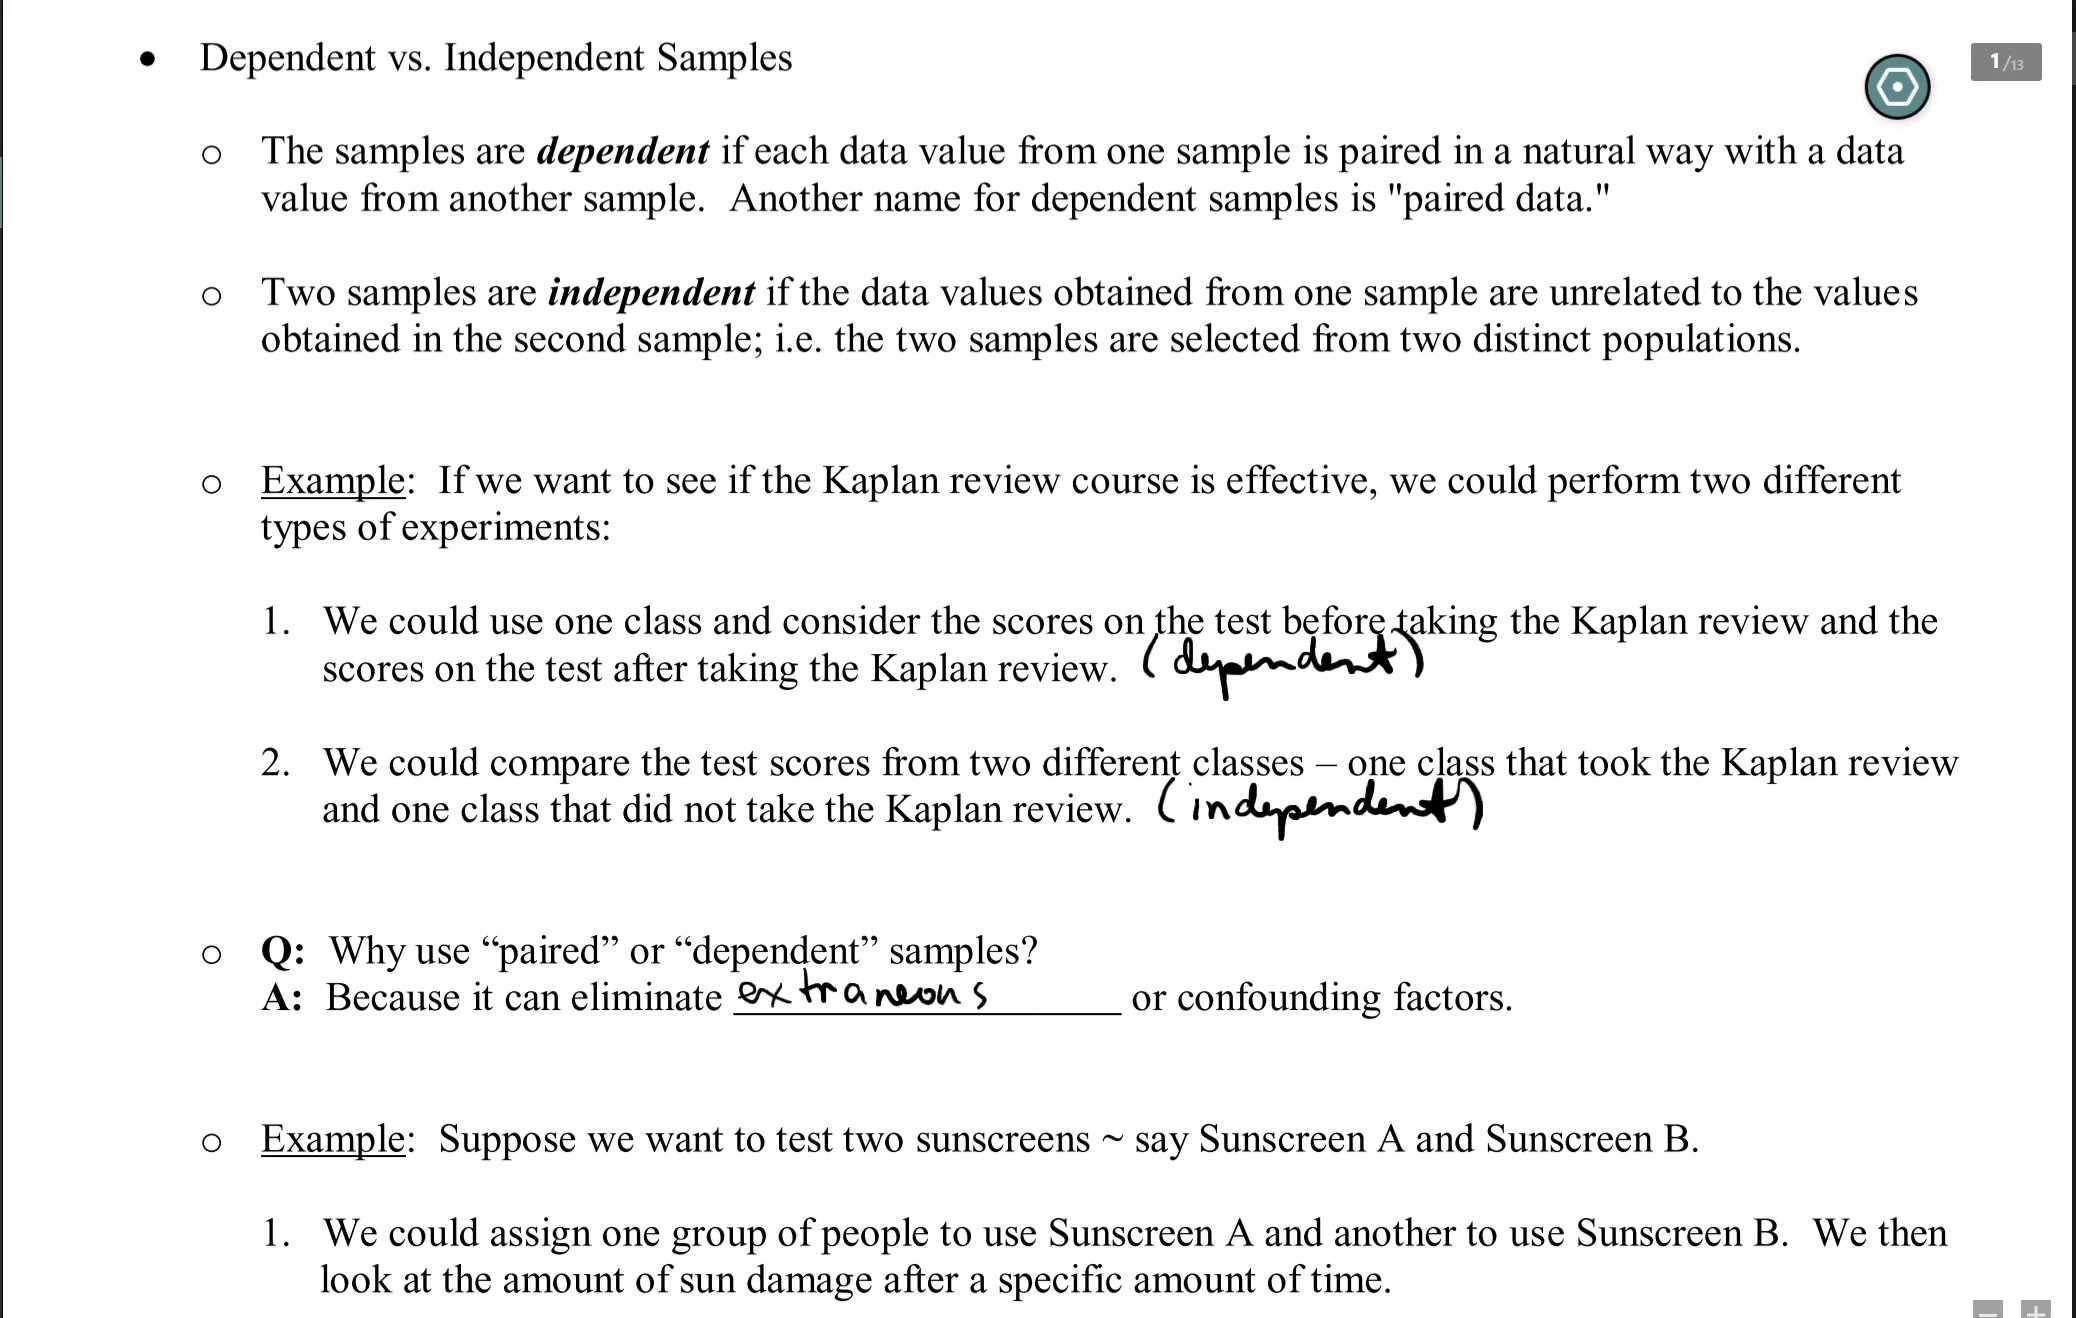 • Dependent vs. Independent Samples
1/13
o The samples are dependent if each data value from one sample is paired in a natural way with a data
value from another sample. Another name for dependent samples is "paired data."
o Two samples are independent if the data values obtained from one sample are unrelated to the values
obtained in the second sample; i.e. the two samples are selected from two distinct populations.
o Example: If we want to see if the Kaplan review course is effective, we could perform two different
types of experiments:
1. We could use one class and consider the scores on the test before taking the Kaplan review and the
scores on the test after taking the Kaplan review. (dependent)
2. We could compare the test scores from two different classes – one class that took the Kaplan review
and one class that did not take the Kaplan review. (independent)
o Q: Why use “paired” or “dependent” samples?
A: Because it can eliminate extraneous or confounding factors.
o Example: Suppose we want to test two sunscreens ~ say Sunscreen A and Sunscreen B.
1. We could assign one group of people to use Sunscreen A and another to use Sunscreen B. We then
look at the amount of sun damage after a specific amount of time.